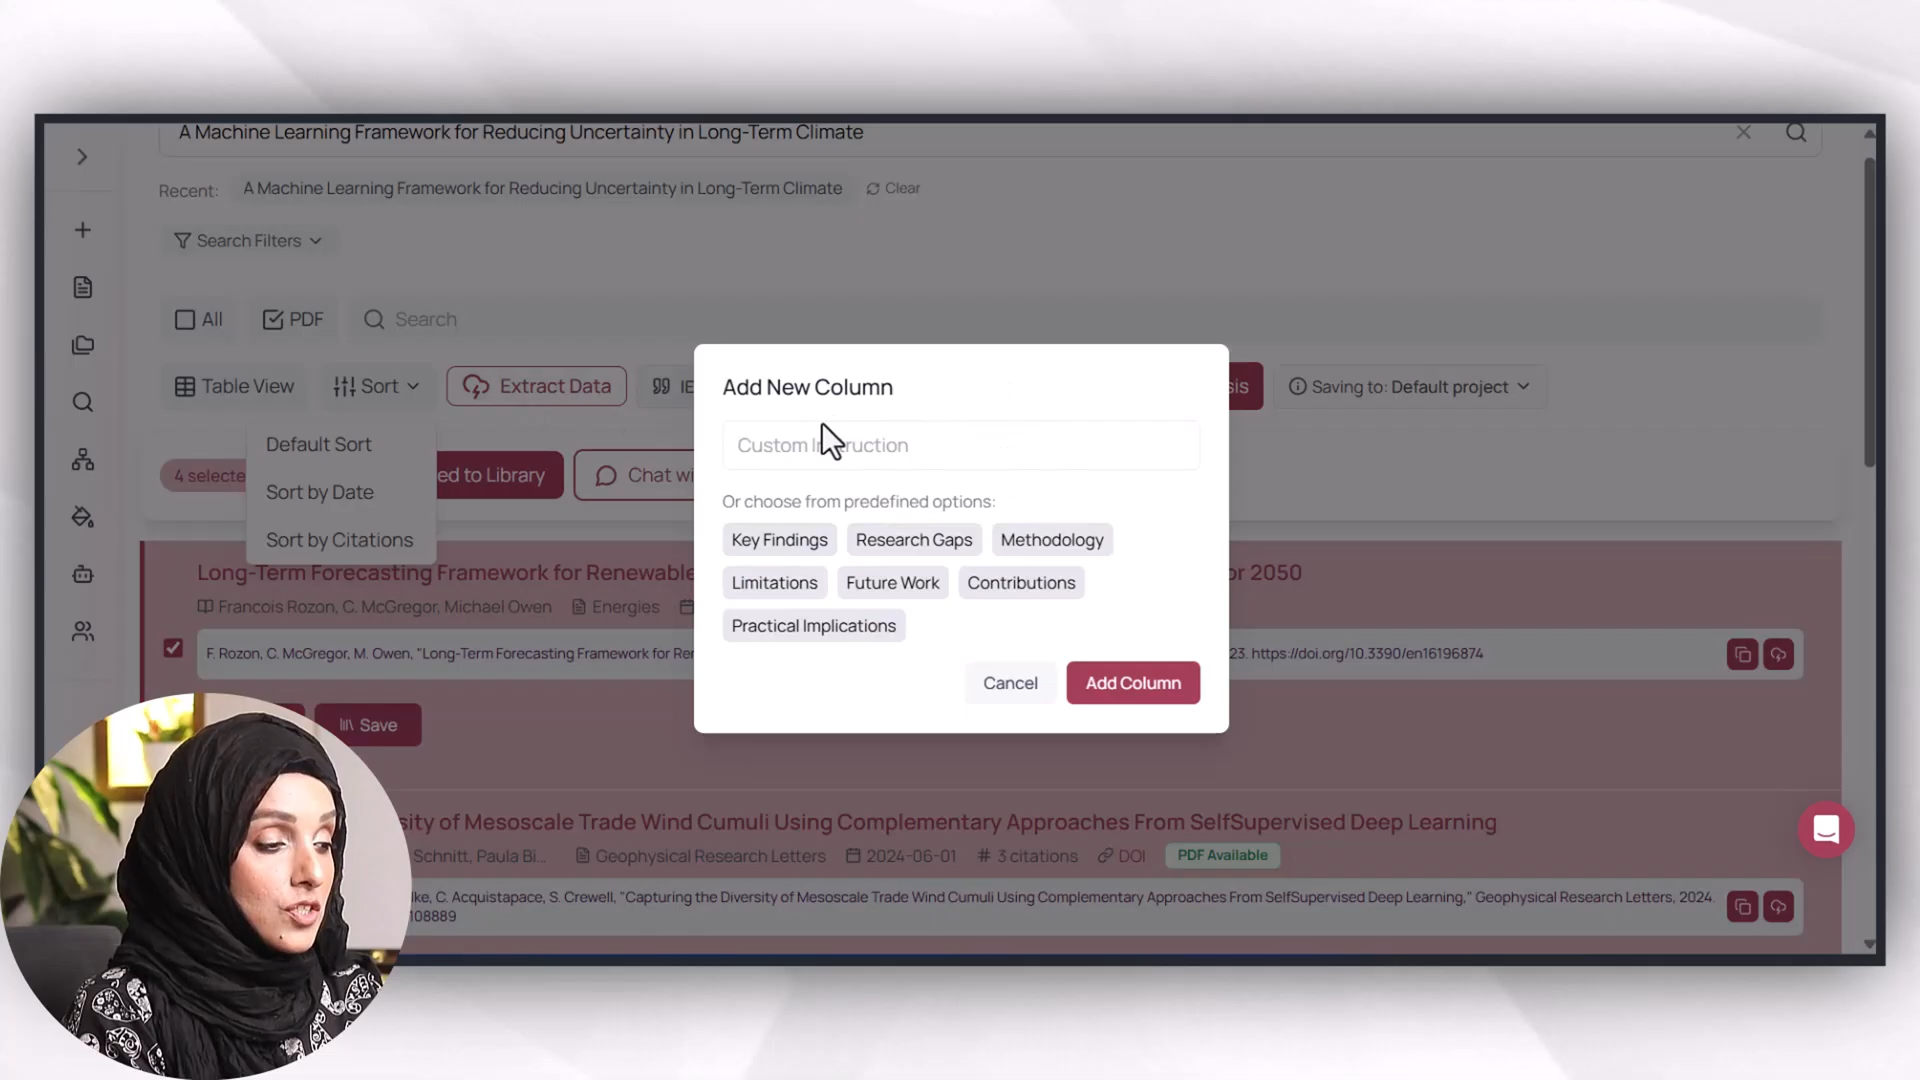 A Machine Learning Framework for Reducing Uncertainty in Long-Term Climate
Recent: A Machine Learning Framework for Reducing Uncertainty in Long-Term Climate Clear
Search Filters
All PDF Search
Table View Sort Extract Data Saving to: Default project
Default Sort
Sort by Date
Sort by Citations
4 selecte
ed to Library Chat wi
Add New Column
Custom
Or choose from predefined options:
Key Findings Research Gaps Methodology
Limitations Future Work Contributions
Practical Implications
Cancel Add Column
Long-Term Forecasting Framework for Renewable or 2050
Francois Rozon, C. McGregor, Michael Owen Energies
F. Rozon, C. McGregor, M. Owen, "Long-Term Forecasting Framework for Rer 23. https://doi.org/10.3390/en16196874
Save
sity of Mesoscale Trade Wind Cumuli Using Complementary Approaches From SelfSupervised Deep Learning
Schnitt, Paula Bi... Geophysical Research Letters 2024-06-01 # 3 citations DOI PDF Available
lke, C. Acquistapace, S. Crewell, "Capturing the Diversity of Mesoscale Trade Wind Cumuli Using Complementary Approaches From SelfSupervised Deep Learning," Geophysical Research Letters, 2024.
108889